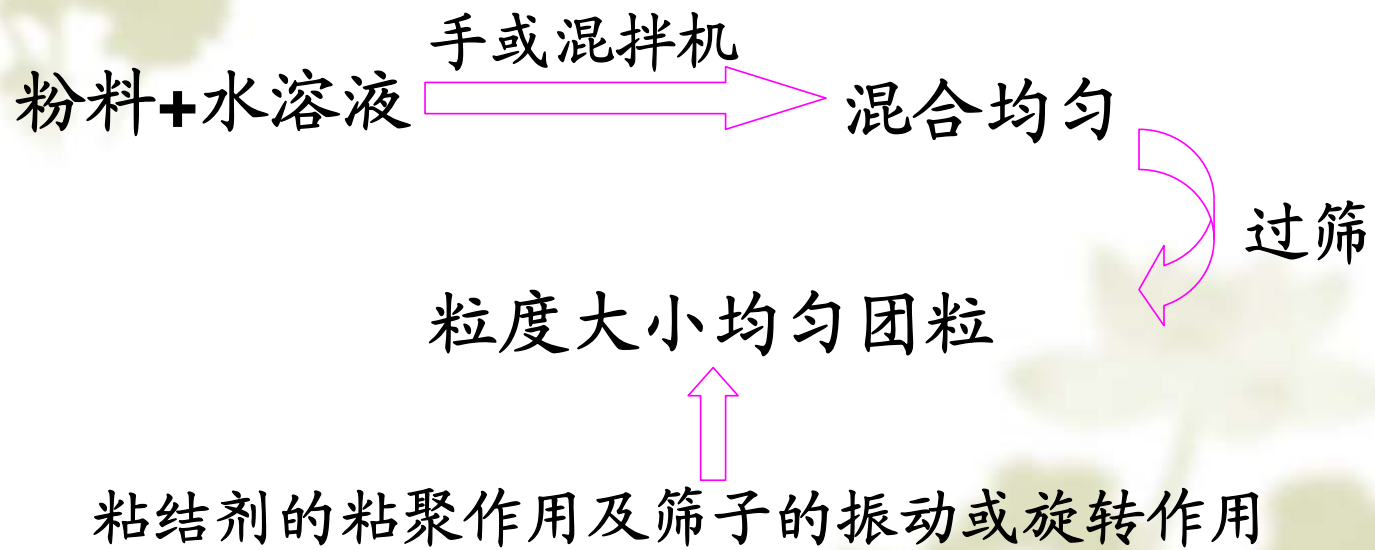 手或混拌机
粉料+水溶液
混合均匀
过筛
粒度大小均匀团粒
粘结剂的粘聚作用及筛子的振动或旋转作用